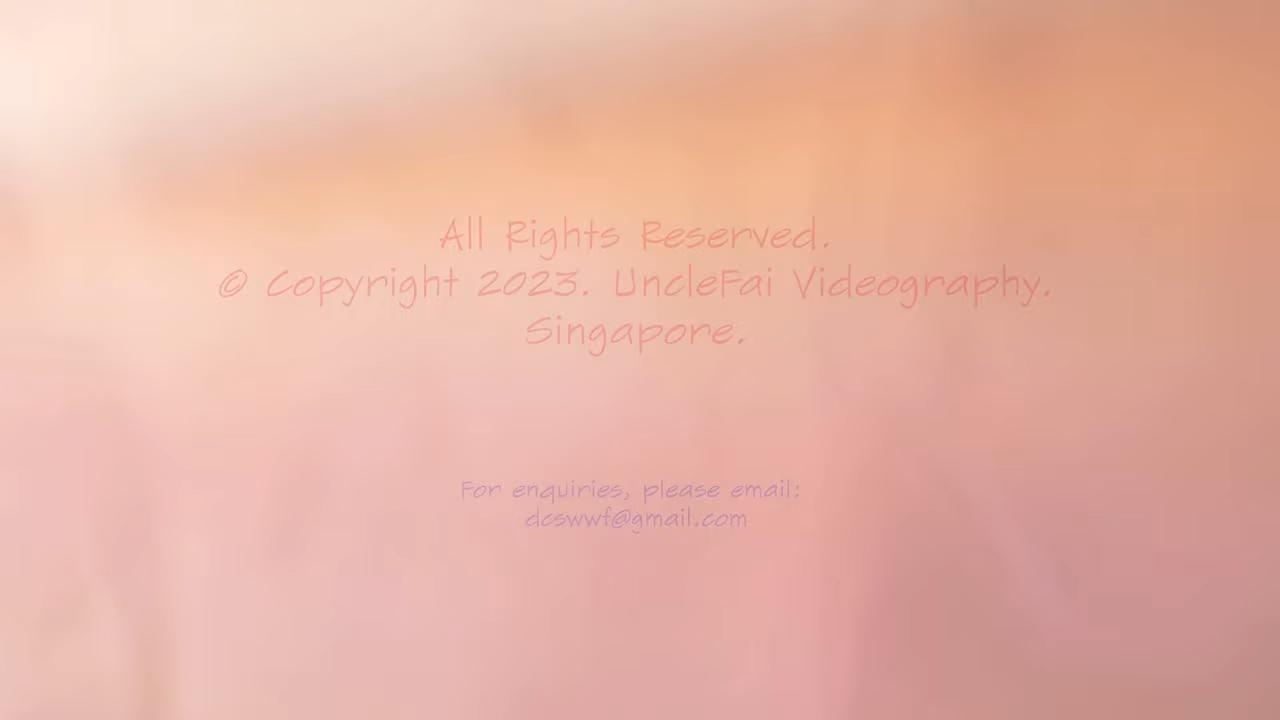 All Rights Reserved.
© Copyright 2023. UncleFai Videography.
Singapore.
For enquiries, please email:
dcswwf@gmail.com